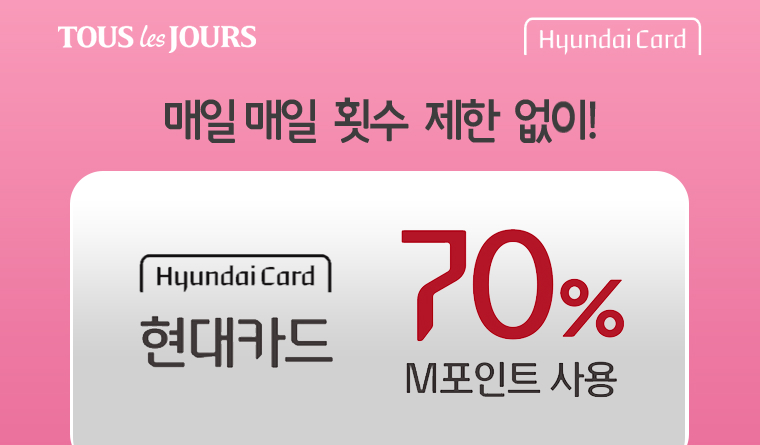 TOUS les JOURS
Hyundai Card
매일 매일 횟수 제한 없이!
Hyundai Card
현대카드
70%
M포인트 사용